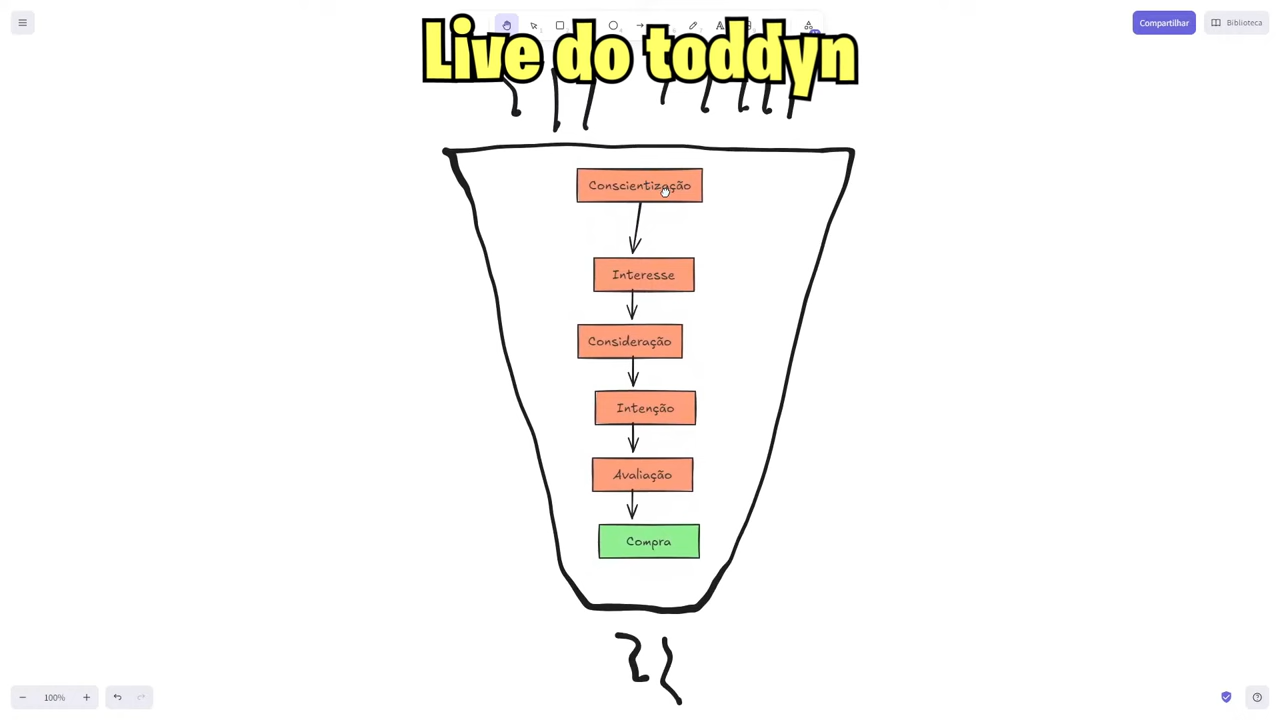 Live do toddyn
Compartilhar
Biblioteca
Conscientização
Interesse
Consideração
Intenção
Avaliação
Compra
100%